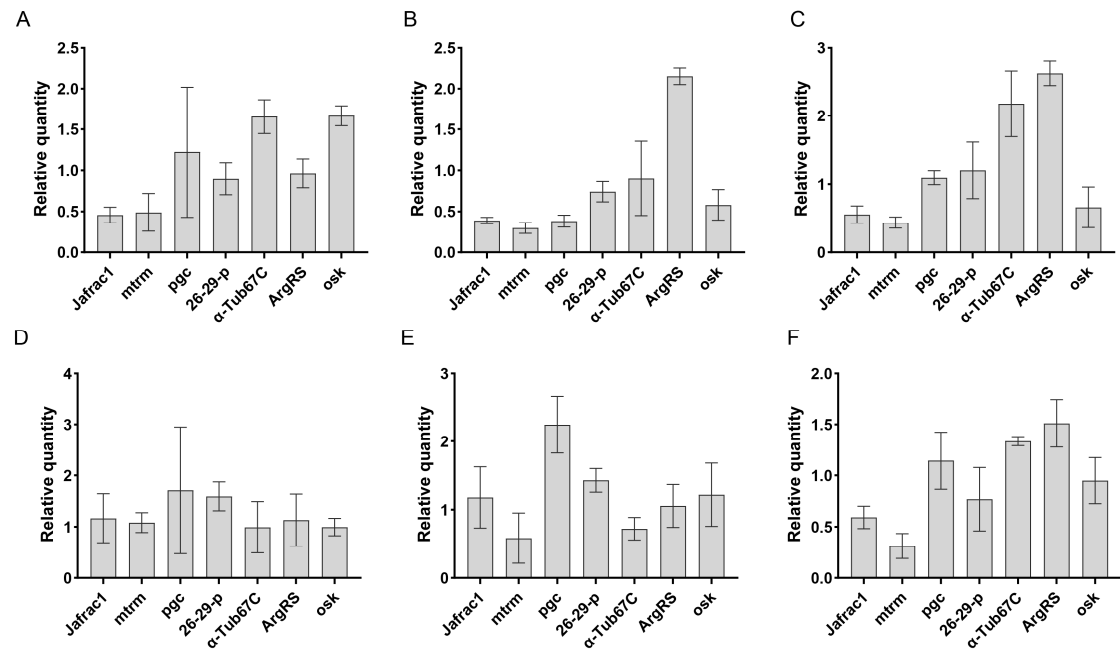 A
Relative quantity
2.5
2.0
1.5
1.0
0.5
0.0
Jafrac1
mtrm
pgc
26-29-p
α-Tub67C
ArgRS
osk
B
Relative quantity
2.5
2.0
1.5
1.0
0.5
0.0
Jafrac1
mtrm
pgc
26-29-p
α-Tub67C
ArgRS
osk
C
Relative quantity
3
2
1
0
Jafrac1
mtrm
pgc
26-29-p
α-Tub67C
ArgRS
osk
D
Relative quantity
4
3
2
1
0
Jafrac1
mtrm
pgc
26-29-p
α-Tub67C
ArgRS
osk
E
Relative quantity
3
2
1
0
Jafrac1
mtrm
pgc
26-29-p
α-Tub67C
ArgRS
osk
F
Relative quantity
2.0
1.5
1.0
0.5
0.0
Jafrac1
mtrm
pgc
26-29-p
α-Tub67C
ArgRS
osk